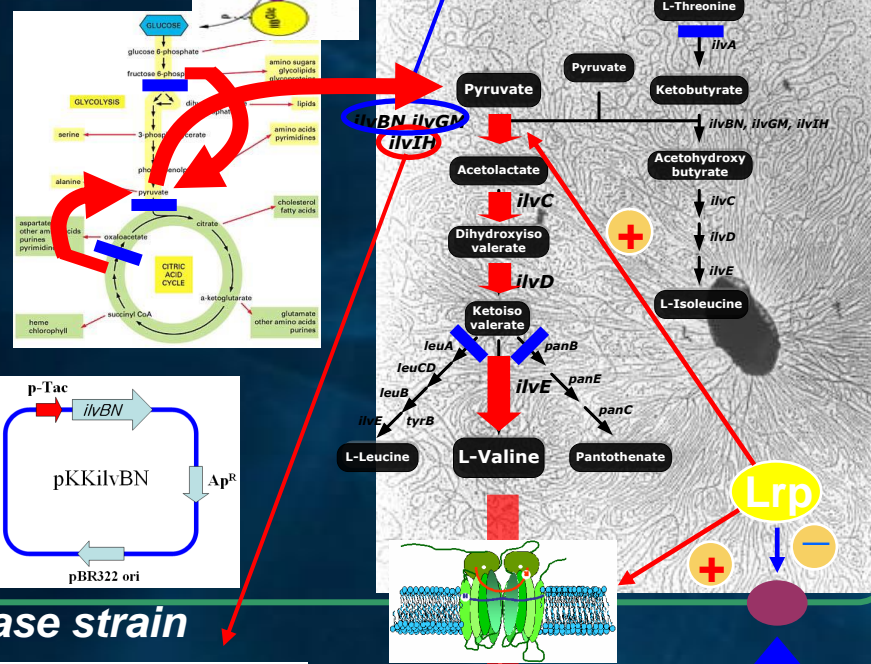 GLUCOSE
glucose 6-phosphate
fructose 6-phosph
amino sugars
glycolipids
glycoproteins
GLYCOLYSIS
lipids
serine
3-phosph
cerate
amino acids
pyrimidines
alanine
pyruvate
cholesterol
fatty acids
citrate
aspartate
other am
cids
purines
pyrimidin
oxaloacetate
CITRIC
ACID
CYCLE
a-ketoglutarate
succinyl CoA
heme
chlorophyll
glutamate
other amino acids
purines
L-Threonine
ilvA
Pyruvate
Pyruvate
Ketobutyrate
ilvBN ilvGM
ilvIH
ilvBN, ilvGM, ilvIH
Acetolactate
Acetohydroxy
butyrate
ilvC
ilvC
Dihydroxyiso
valerate
ilvD
ilvD
ilvE
Ketoiso
valerate
L-Isoleucine
+
leuA
panB
leuCD
ilvE
panE
leuB
panC
ilvE
tyrB
L-Leucine
L-Valine
Pantothenate
Lrp
+
—
p-Tac
ilvBN
pKKilvBN
ApR
pBR322 ori
ase strain